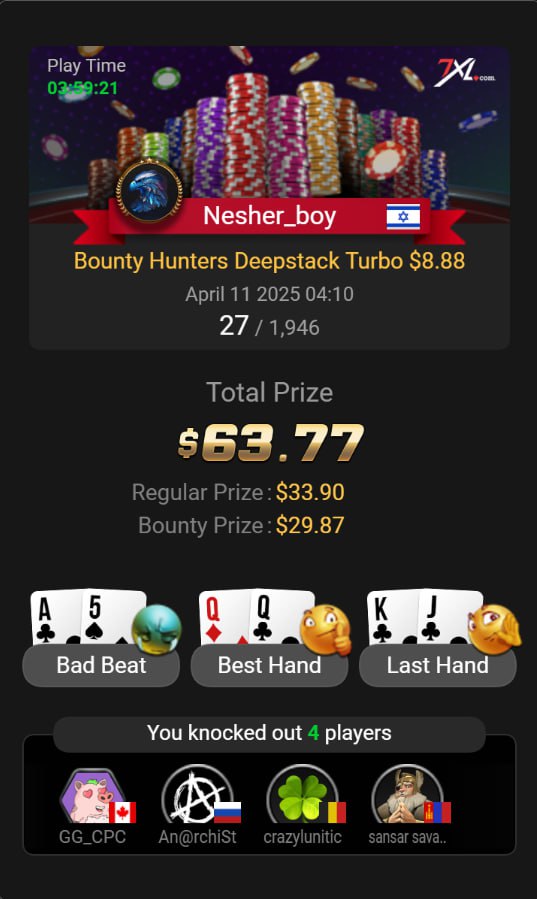 Play Time
03:59:21
7XL.com
Nesher_boy
Bounty Hunters Deepstack Turbo $8.88
April 11 2025 04:10
27 / 1,946
Total Prize
$63.77
Regular Prize : $33.90
Bounty Prize : $29.87
A 5 Q Q K J
Bad Beat Best Hand Last Hand
You knocked out 4 players
GG_CPC An@rchiSt crazylunitic sansar sava..